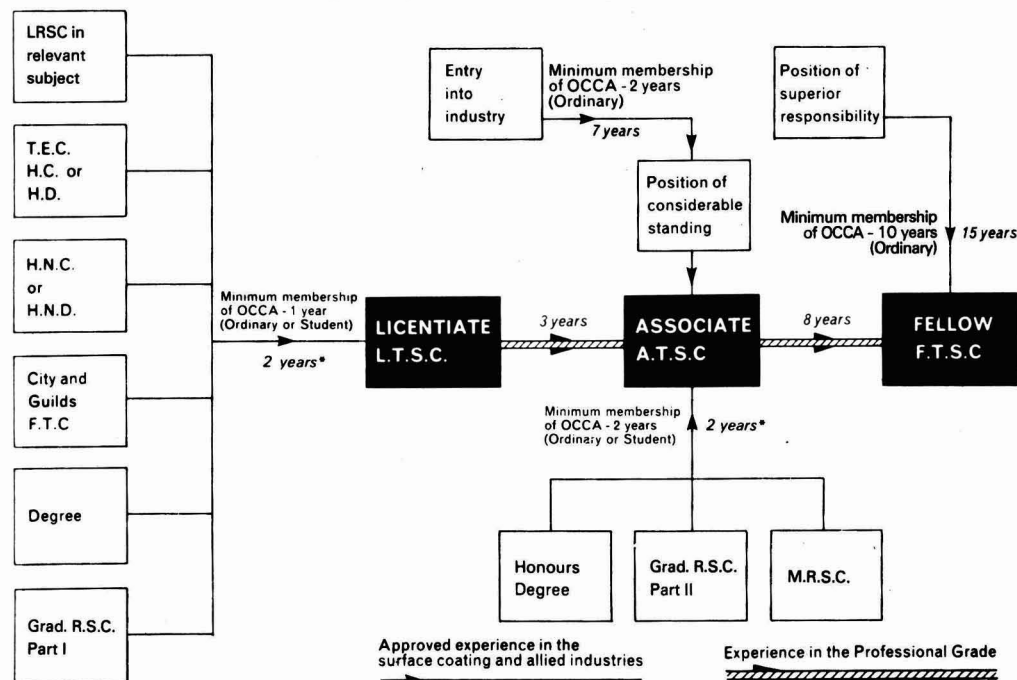 LRSC in
relevant
subject
T.E.C.
H.C. or
H.D.
H.N.C.
or
H.N.D.
City and
Guilds
F.T.C
Degree
Grad. R.S.C.
Part I
Minimum membership
of OCCA - 1 year
(Ordinary or Student)
2 years*
LICENTIATE
L.T.S.C.
3 years
Entry
into
industry
Minimum membership
of OCCA - 2 years
(Ordinary)
7 years
Position of
considerable
standing
ASSOCIATE
A.T.S.C
8 years
Position of
superior
responsibility
Minimum membership
of OCCA - 10 years
(Ordinary)
15 years
FELLOW
F.T.S.C
Minimum membership
of OCCA - 2 years
(Ordinary or Student)
2 years*
Honours
Degree
Grad. R.S.C.
Part II
M.R.S.C.
Approved experience in the
surface coating and allied industries
Experience in the Professional Grade